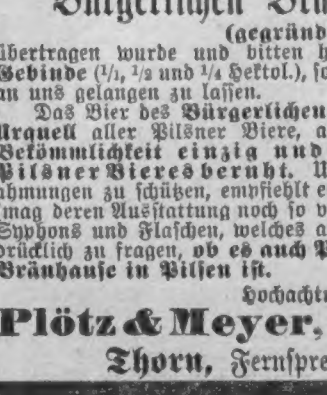 Bürgerlichen
(gegründ
übertragen wurde und bitten h
Gebinde (1/1, 1/2 und 1/4 Hektol.), so
an uns gelangen zu lassen.
Das Bier des Bürgerlichen
Urquell aller Pilsner Biere, a
Bekömmlichkeit einzig und
Pilsner Bieres beruht. U
ahmungen zu schützen, empfiehlt e
(mag deren Ausstattung noch so v
Syphons und Flaschen, welches a
drücklich zu fragen, ob es auch P
Bräuhause in Pilsen ist.
Hochachtu
Plötz & Meyer,
Thorn, Fernspre